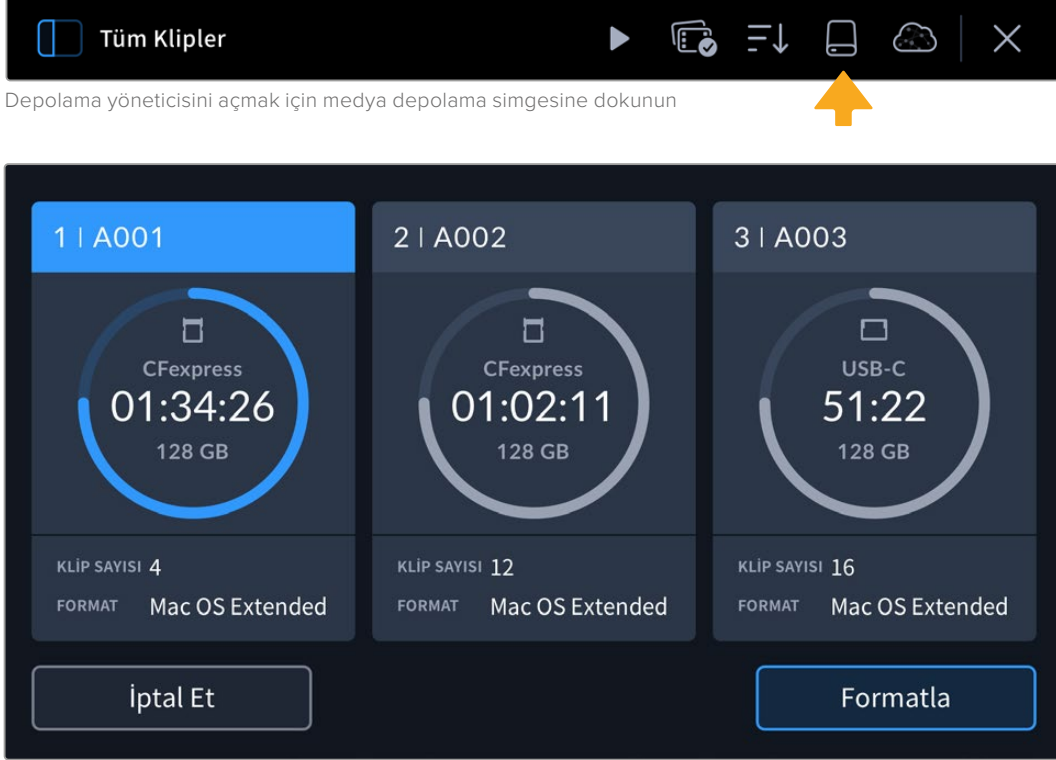 Tüm Klipler
Depolama yöneticisini açmak için medya depolama simgesine dokunun
1 | A001
2 | A002
3 | A003
CFexpress
01:34:26
128 GB
CFexpress
01:02:11
128 GB
USB-C
51:22
128 GB
KLİP SAYISI 4
FORMAT Mac OS Extended
KLİP SAYISI 12
FORMAT Mac OS Extended
KLİP SAYISI 16
FORMAT Mac OS Extended
İptal Et
Formatla